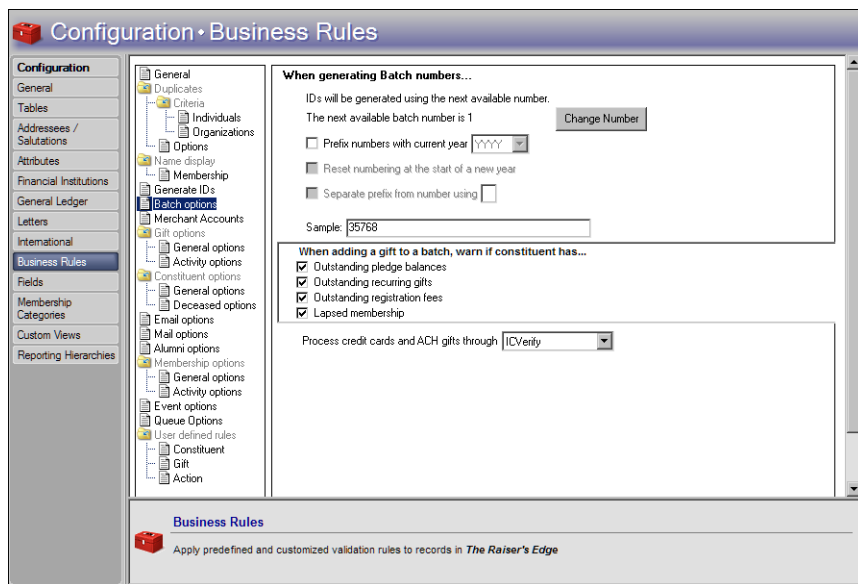 Configuration • Business Rules
Configuration
General
Tables
Addressees /
Salutations
Attributes
Financial Institutions
General Ledger
Letters
International
Business Rules
Fields
Membership
Categories
Custom Views
Reporting Hierarchies
General
Duplicates
Criteria
Individuals
Organizations
Options
Name display
Membership
Generate IDs
Batch options
Merchant Accounts
Gift options
General options
Activity options
Constituent options
General options
Deceased options
Email options
Mail options
Alumni options
Membership options
General options
Activity options
Event options
Queue Options
User defined rules
Constituent
Gift
Action
When generating Batch numbers...
IDs will be generated using the next available number.
The next available batch number is 1
Change Number
Prefix numbers with current year YYYY
Reset numbering at the start of a new year
Separate prefix from number using
Sample: 35768
When adding a gift to a batch, warn if constituent has...
Outstanding pledge balances
Outstanding recurring gifts
Outstanding registration fees
Lapsed membership
Process credit cards and ACH gifts through ICVerify
Business Rules
Apply predefined and customized validation rules to records in The Raiser's Edge